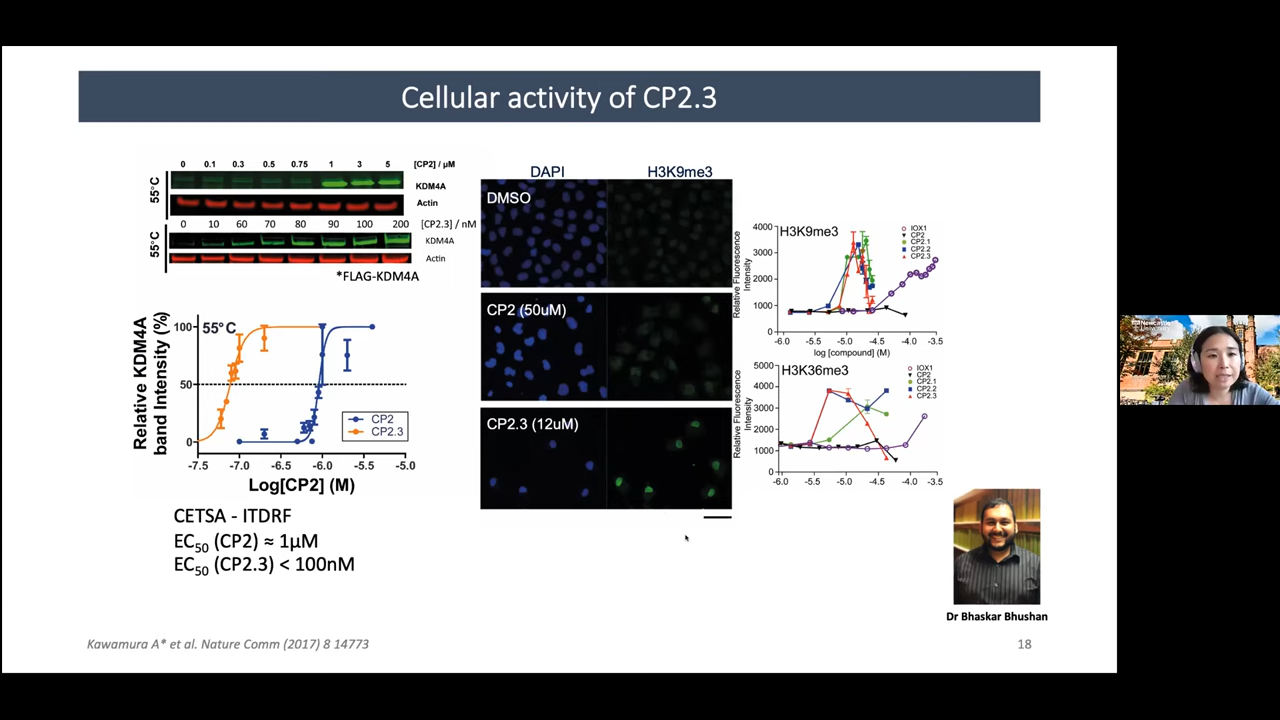 Cellular activity of CP2.3
0 0.1 0.3 0.5 0.75 1 3 5 [CP2] / µM
55°C
KDM4A
Actin
0 10 60 70 80 90 100 200 [CP2.3] / nM
55°C
KDM4A
Actin
*FLAG-KDM4A
Relative KDM4A
band Intensity (%)
55°C
100
50
0
CP2
CP2.3
-7.5 -7.0 -6.5 -6.0 -5.5 -5.0
Log[CP2] (M)
CETSA - ITDRF
EC50 (CP2) ≈ 1µM
EC50 (CP2.3) < 100nM
DAPI H3K9me3
DMSO
CP2 (50uM)
CP2.3 (12uM)
Relative Fluorescence
Intensity
H3K9me3
4000
3000
2000
1000
0
IOX1
CP2
CP2.1
CP2.2
CP2.3
-6.0 -5.5 -5.0 -4.5 -4.0 -3.5
log [compound] (M)
Relative Fluorescence
Intensity
H3K36me3
5000
4000
3000
2000
1000
0
IOX1
CP2
CP2.1
CP2.2
CP2.3
-6.0 -5.5 -5.0 -4.5 -4.0 -3.5
Dr Bhaskar Bhushan
Kawamura A* et al. Nature Comm (2017) 8 14773
18
Newcastle
University